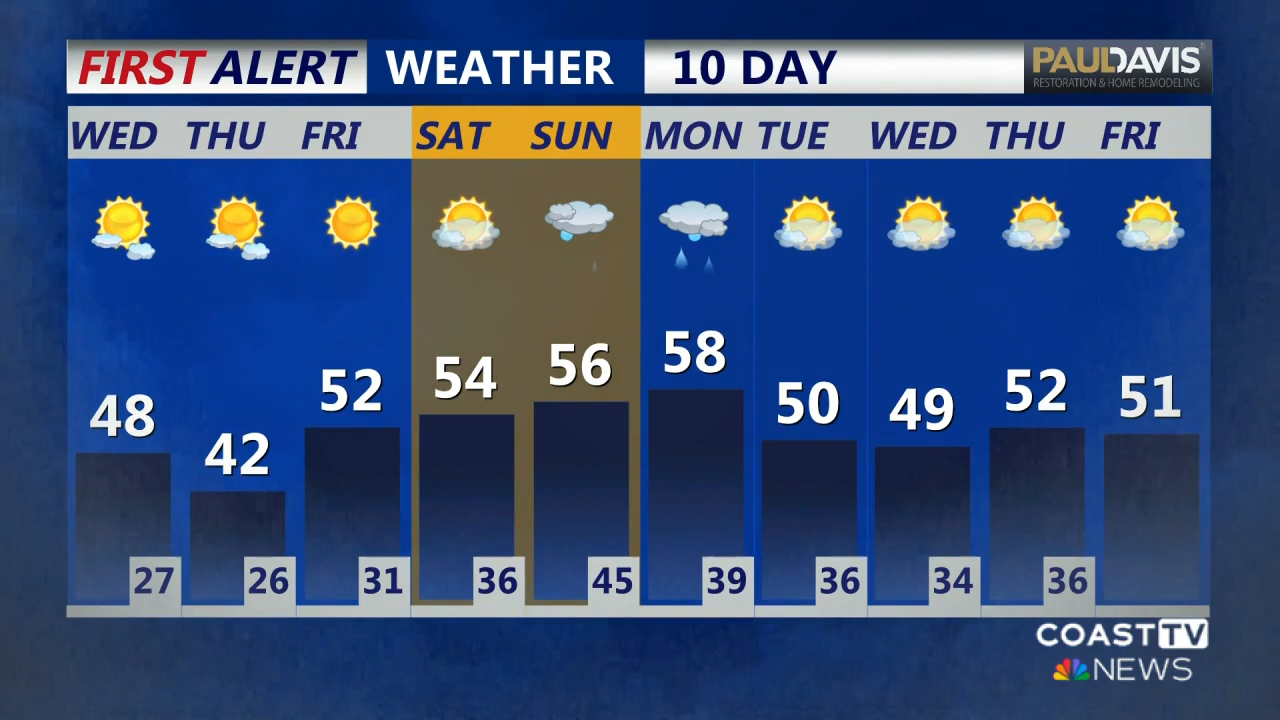 FIRST ALERT WEATHER 10 DAY PAUL DAVIS
RESTORATION & HOME REMODELING
WED THU FRI SAT SUN MON TUE WED THU FRI
48 42 52 54 56 58 50 49 52 51
27 26 31 36 45 39 36 34 36
COAST TV
NEWS